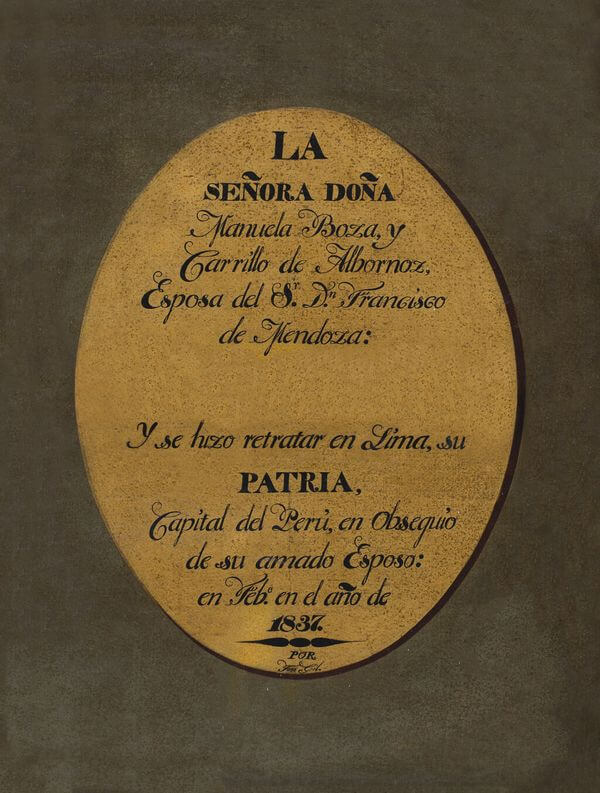 LA
SEÑORA DOÑA
Manuela Boza, y
Carrillo de Albornoz,
Esposa del S.r D.n Francisco
de Mendoza:
Y se hizo retratar en Lima, su
PATRIA,
Capital del Perú, en Obsequio
de su amado Esposo:
en Feb.o en el año de
1837.
POR